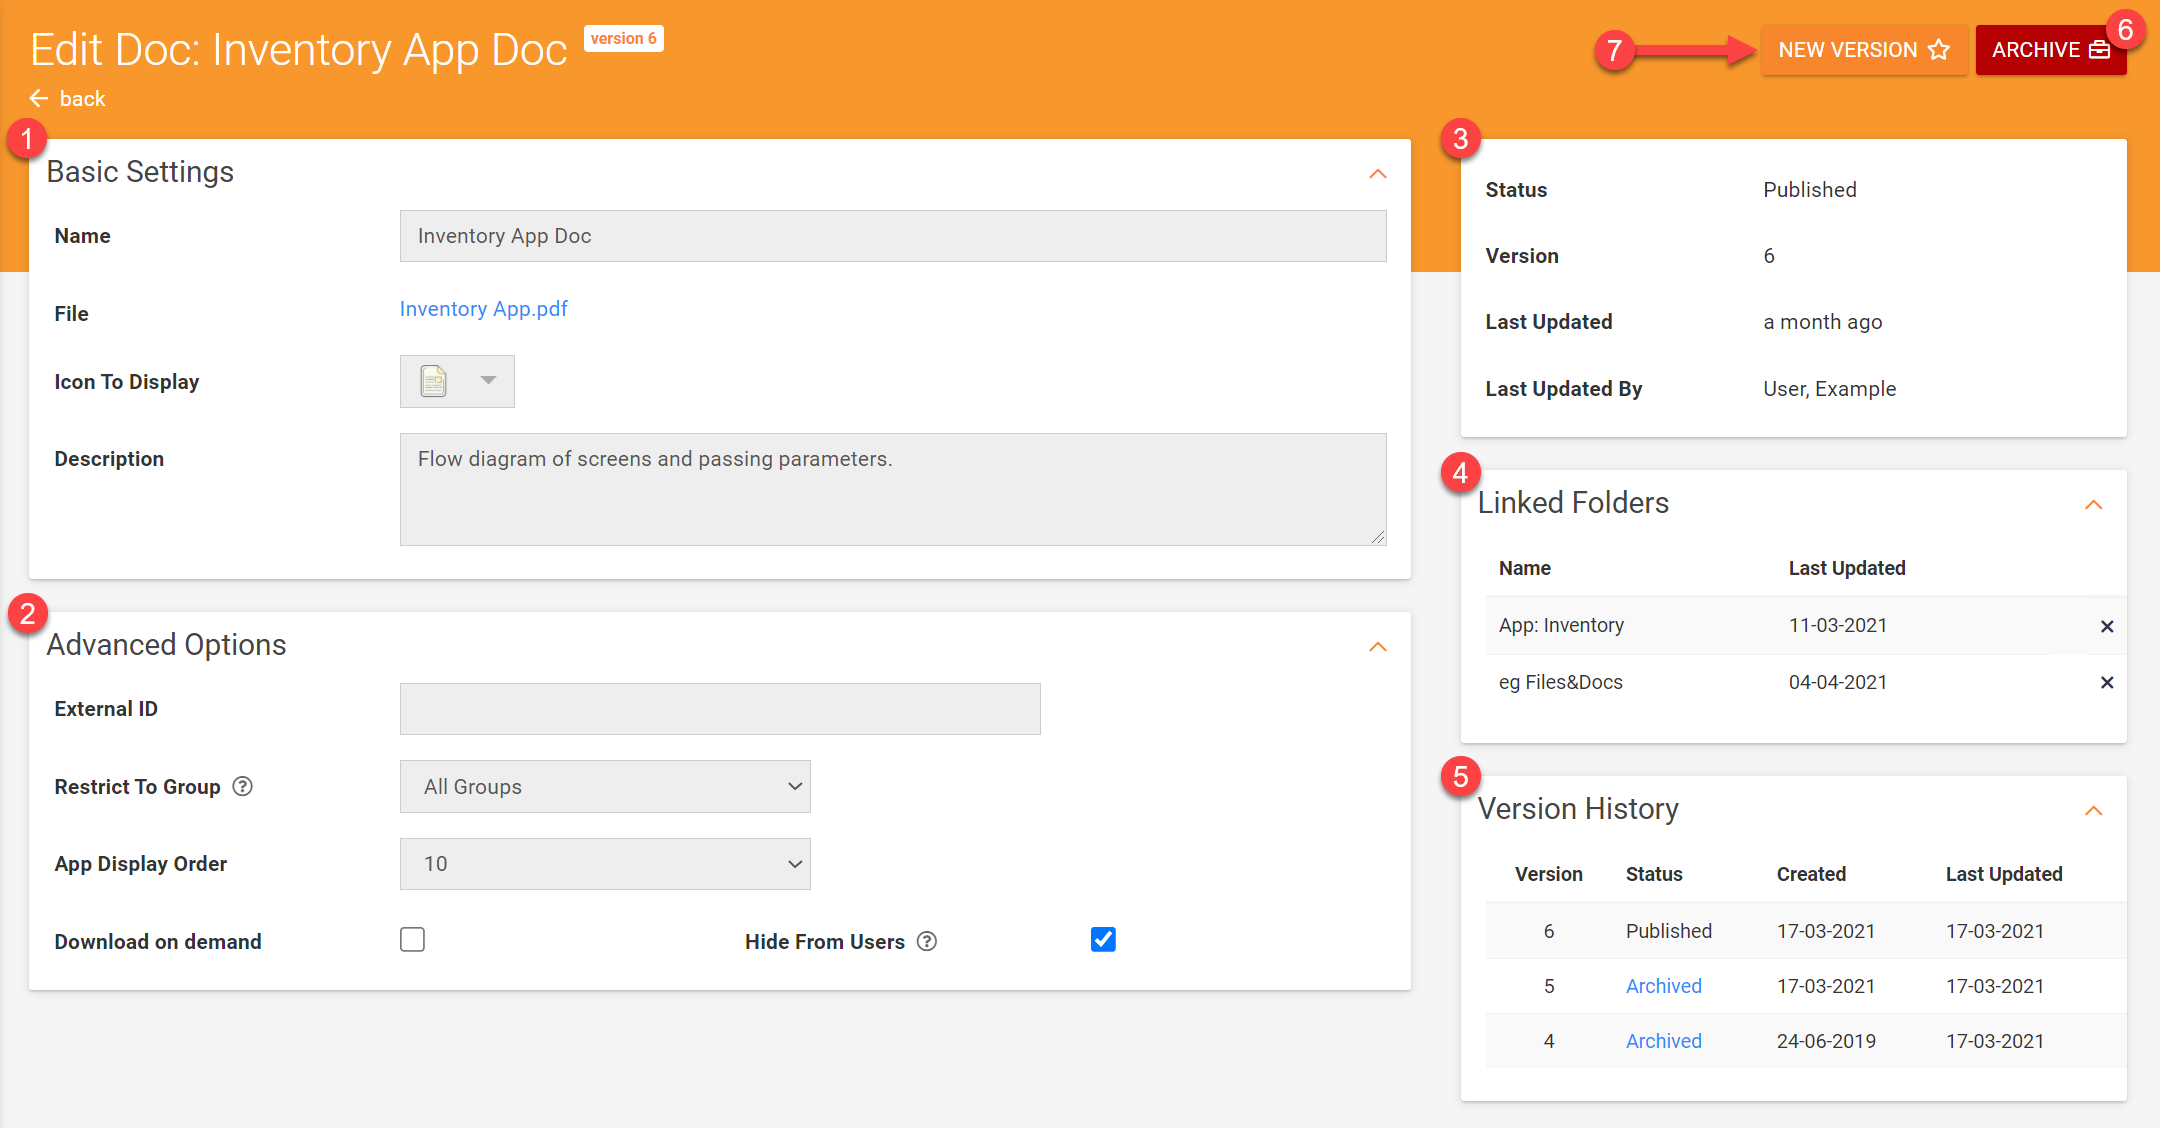 Edit Doc: Inventory App Doc version 6
back
7 NEW VERSION ARCHIVE 6
1
Basic Settings
Name Inventory App Doc
File Inventory App.pdf
Icon To Display
Description Flow diagram of screens and passing parameters.
2
Advanced Options
External ID
Restrict To Group ? All Groups
App Display Order 10
Download on demand Hide From Users ?
3
Status Published
Version 6
Last Updated a month ago
Last Updated By User, Example
4
Linked Folders
Name Last Updated
App: Inventory 11-03-2021
eg Files&Docs 04-04-2021
5
Version History
Version Status Created Last Updated
6 Published 17-03-2021 17-03-2021
5 Archived 17-03-2021 17-03-2021
4 Archived 24-06-2019 17-03-2021